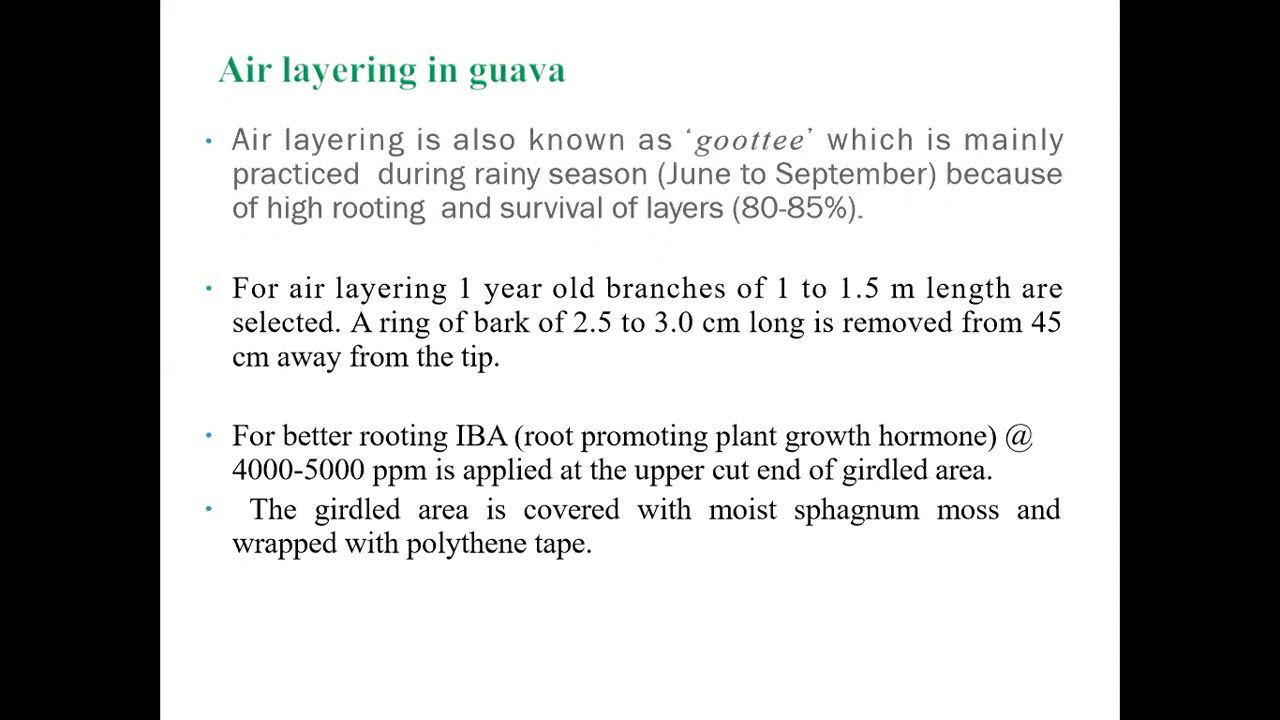 Air layering in guava
• Air layering is also known as ‘goottee’ which is mainly
practiced during rainy season (June to September) because
of high rooting and survival of layers (80-85%).
• For air layering 1 year old branches of 1 to 1.5 m length are
selected. A ring of bark of 2.5 to 3.0 cm long is removed from 45
cm away from the tip.
• For better rooting IBA (root promoting plant growth hormone) @
4000-5000 ppm is applied at the upper cut end of girdled area.
• The girdled area is covered with moist sphagnum moss and
wrapped with polythene tape.